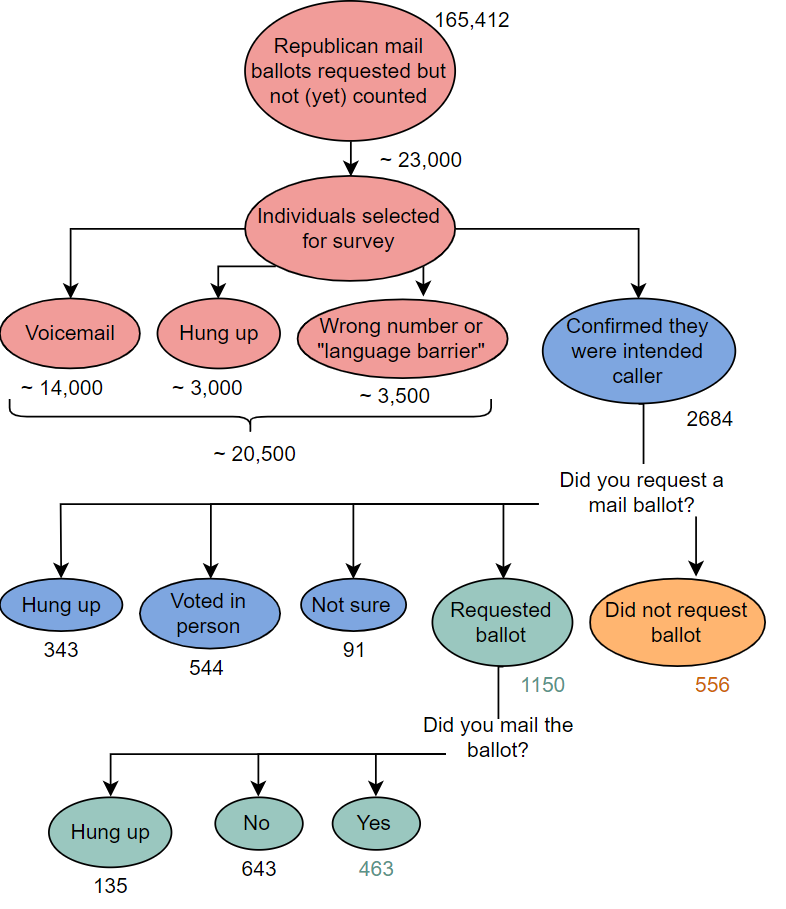 165,412
Republican mail
ballots requested but
not (yet) counted
~ 23,000
Individuals selected
for survey
Voicemail
Hung up
Wrong number or
"language barrier"
Confirmed they
were intended
caller
~ 14,000
~ 3,000
~ 3,500
2684
~ 20,500
Did you request a
mail ballot?
Hung up
Voted in
person
Not sure
Requested
ballot
Did not request
ballot
343
544
91
1150
556
Did you mail the
ballot?
Hung up
No
Yes
135
643
463